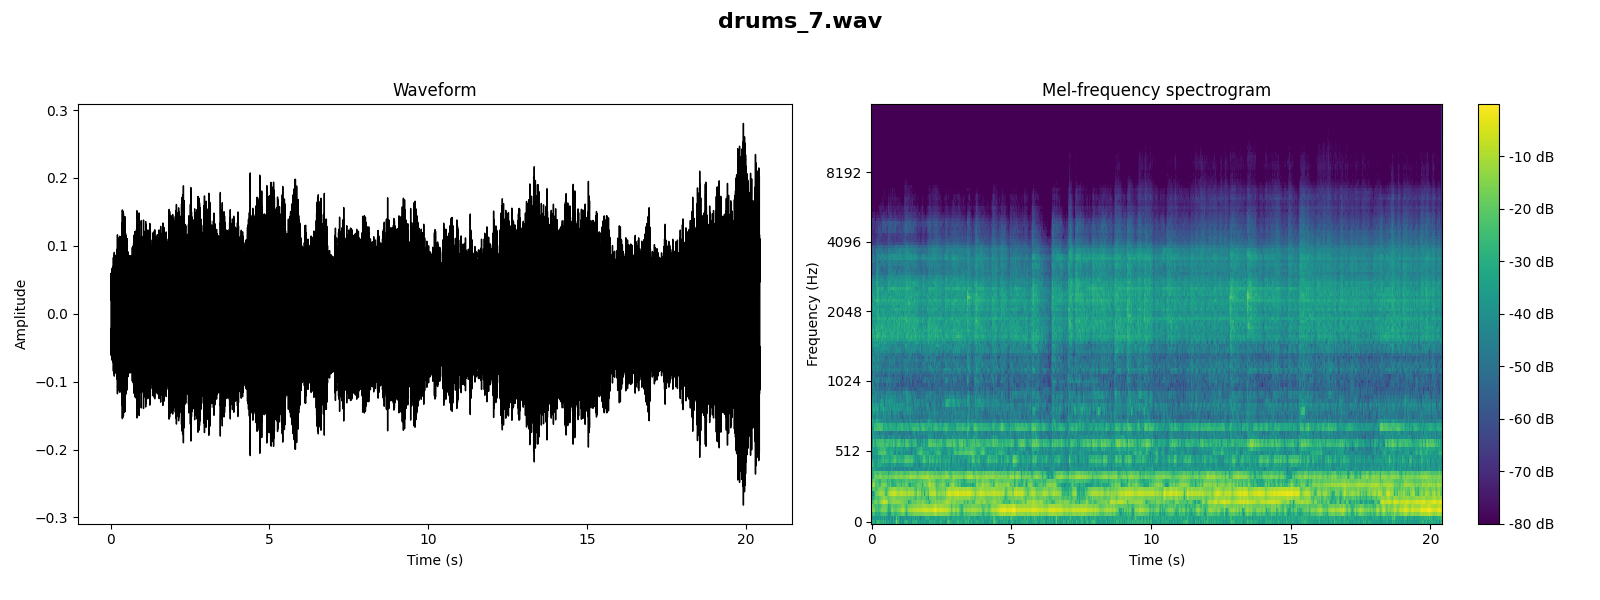 drums_7.wav
Waveform
0.3
0.2
0.1
0.0
−0.1
−0.2
−0.3
Amplitude
0
5
10
15
20
Time (s)
Mel-frequency spectrogram
8192
4096
2048
1024
512
0
Frequency (Hz)
0
5
10
15
20
Time (s)
-10 dB
-20 dB
-30 dB
-40 dB
-50 dB
-60 dB
-70 dB
-80 dB